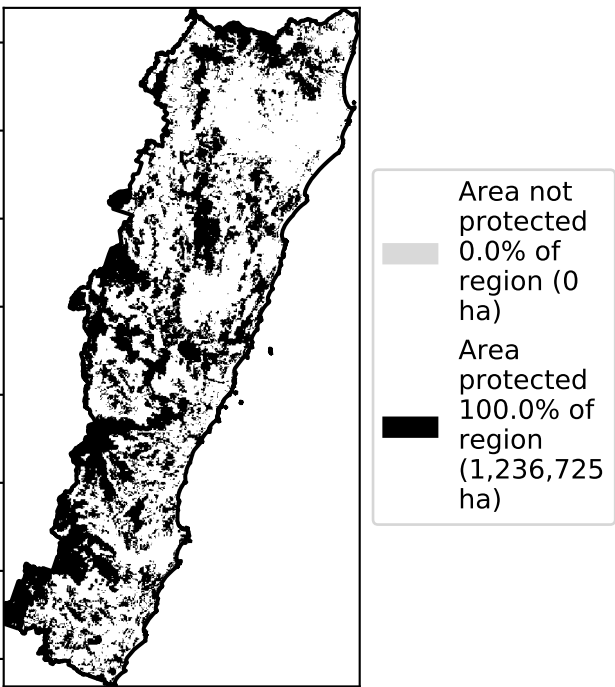 Area not
protected
0.0% of
region (0
ha)
Area
protected
100.0% of
region
(1,236,725
ha)